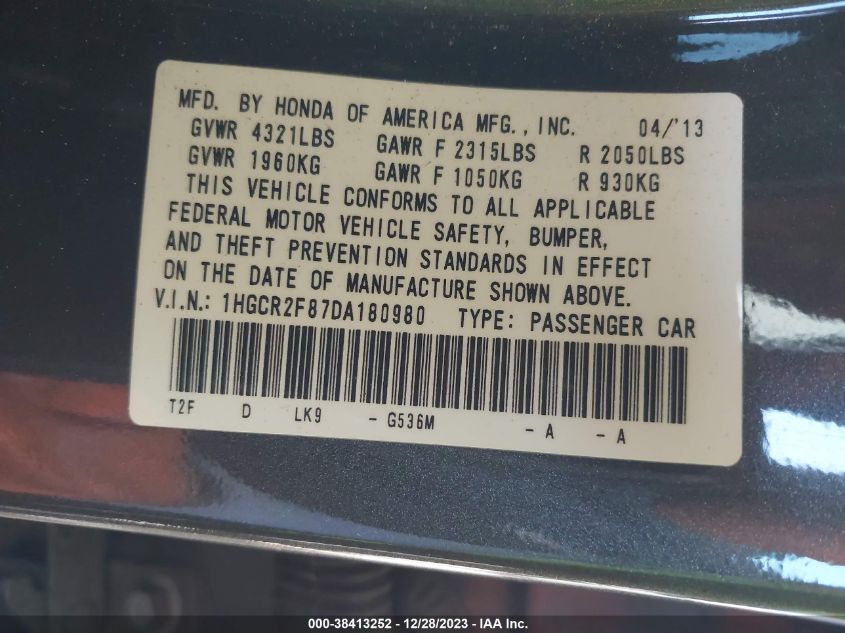 MFD. BY HONDA OF AMERICA MFG., INC. 04/'13
GVWR 4321LBS GAWR F 2315LBS R 2050LBS
GVWR 1960KG GAWR F 1050KG R 930KG
THIS VEHICLE CONFORMS TO ALL APPLICABLE
FEDERAL MOTOR VEHICLE SAFETY, BUMPER,
AND THEFT PREVENTION STANDARDS IN EFFECT
ON THE DATE OF MANUFACTURE SHOWN ABOVE.
V.I.N.: 1HGCR2F87DA180980 TYPE: PASSENGER CAR
T2F D LK9 - G536M - A - A
000-38413252 - 12/28/2023 - IAA Inc.